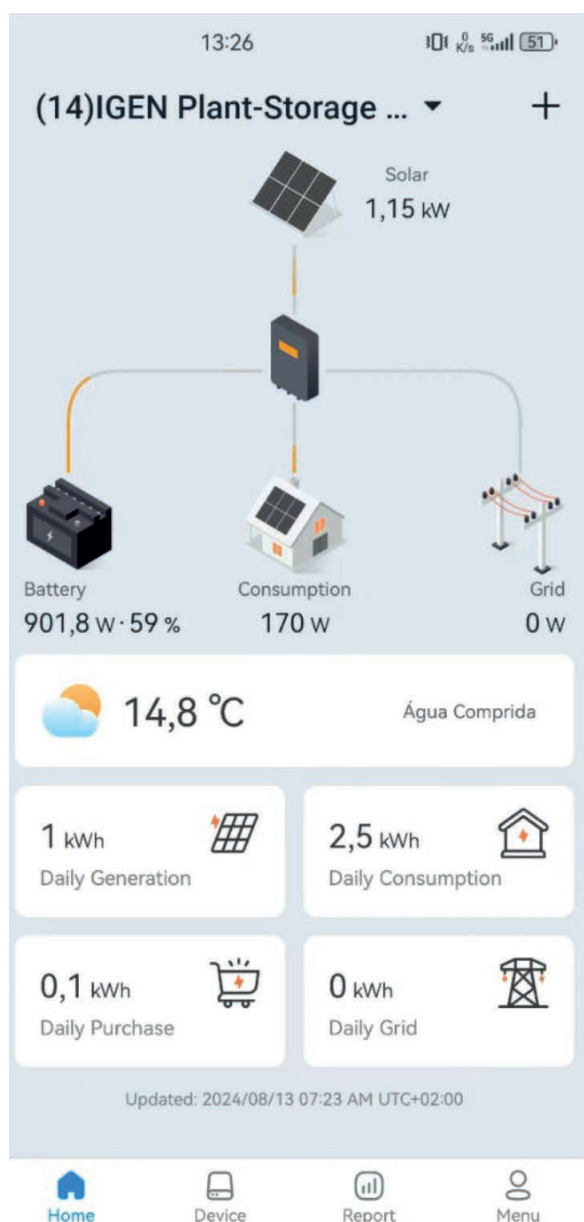 13:26
0 K/s 5G 51
(14)IGEN Plant-Storage ...
Solar
1,15 kW
Battery
901,8 W · 59 %
Consumption
170 W
Grid
0 W
14,8 °C
Água Comprida
1 kWh
Daily Generation
2,5 kWh
Daily Consumption
0,1 kWh
Daily Purchase
0 kWh
Daily Grid
Updated: 2024/08/13 07:23 AM UTC+02:00
Home
Device
Report
Menu